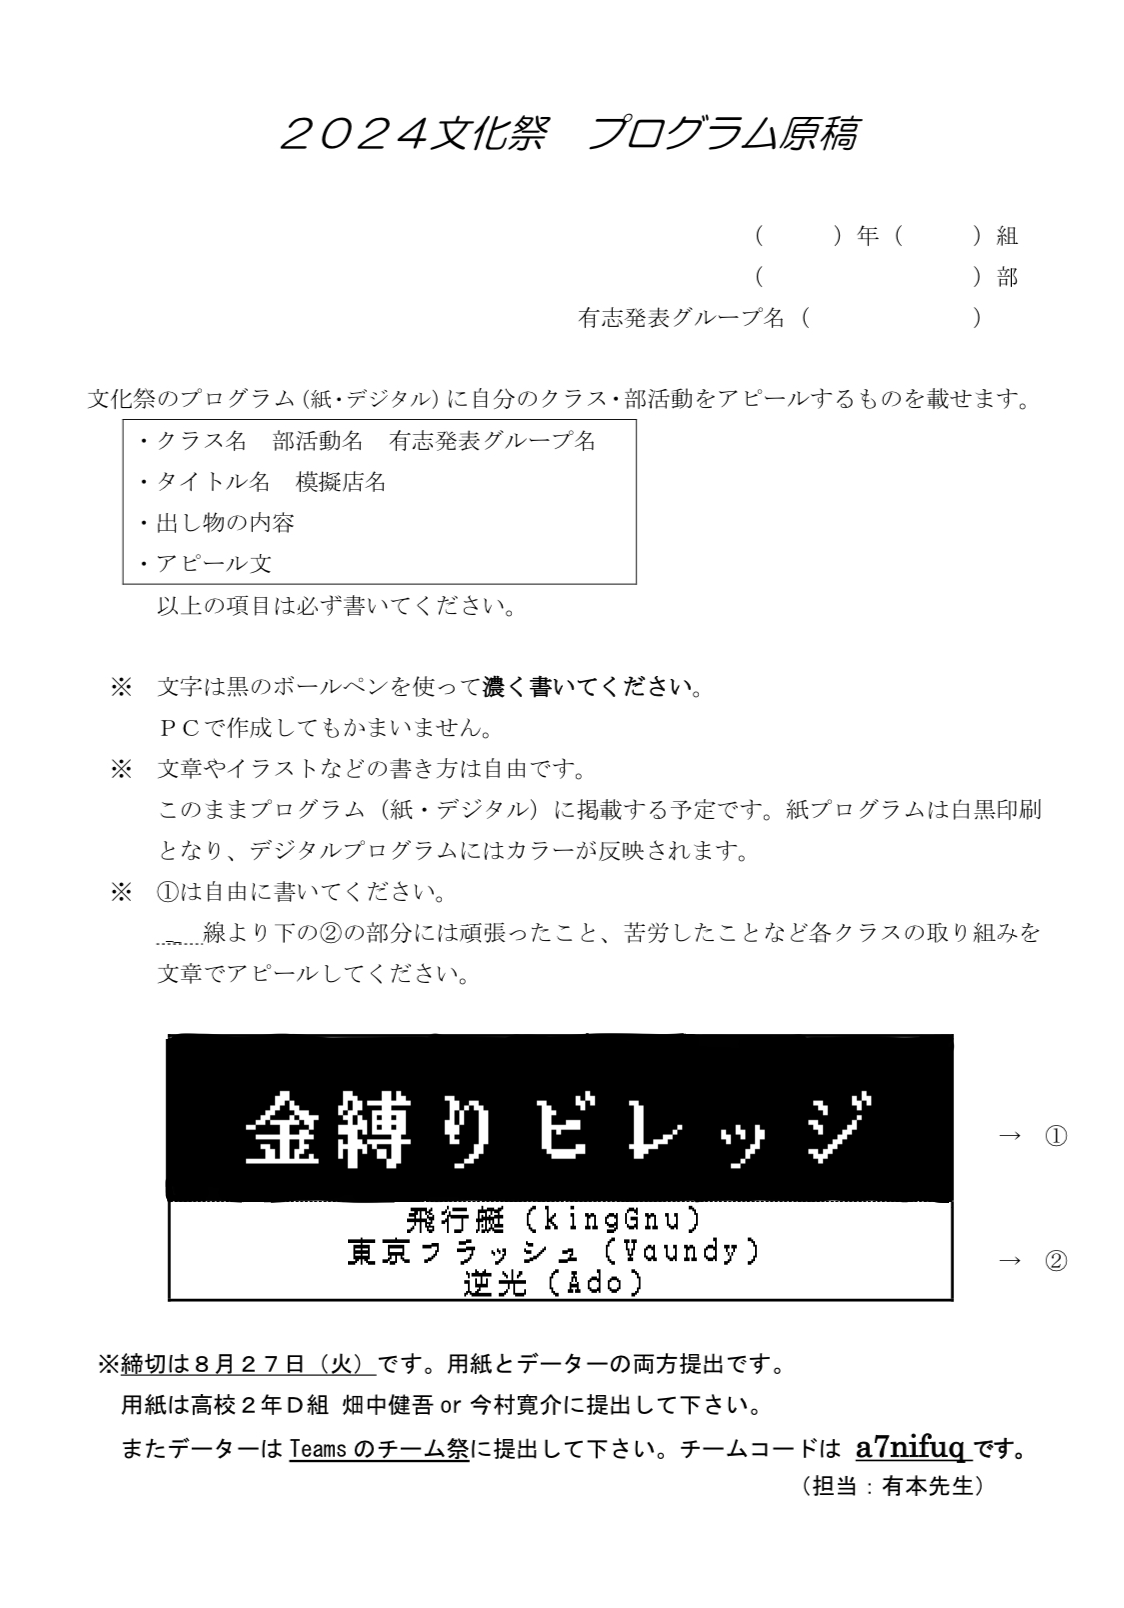 ２０２４文化祭　プログラム原稿
（　　　）年（　　　）組
（　　　　　　　　　）部
有志発表グループ名（　　　　　　　）
文化祭のプログラム（紙・デジタル）に自分のクラス・部活動をアピールするものを載せます。
・クラス名　部活動名　有志発表グループ名
・タイトル名　模擬店名
・出し物の内容
・アピール文
以上の項目は必ず書いてください。
※　文字は黒のボールペンを使って濃く書いてください。
ＰＣで作成してもかまいません。
※　文章やイラストなどの書き方は自由です。
このままプログラム（紙・デジタル）に掲載する予定です。紙プログラムは白黒印刷
となり、デジタルプログラムにはカラーが反映されます。
※　①は自由に書いてください。
線より下の②の部分には頑張ったこと、苦労したことなど各クラスの取り組みを
文章でアピールしてください。
金縛りビレッジ
→　①
飛行艇（kingGnu）
東京フラッシュ（Vaundy）
→　②
逆光（Ado）
※締切は８月２７日（火）です。用紙とデーターの両方提出です。
用紙は高校２年Ｄ組 畑中健吾 or 今村寛介に提出して下さい。
またデーターは Teams のチーム祭に提出して下さい。チームコードは a7nifuq です。
（担当：有本先生）